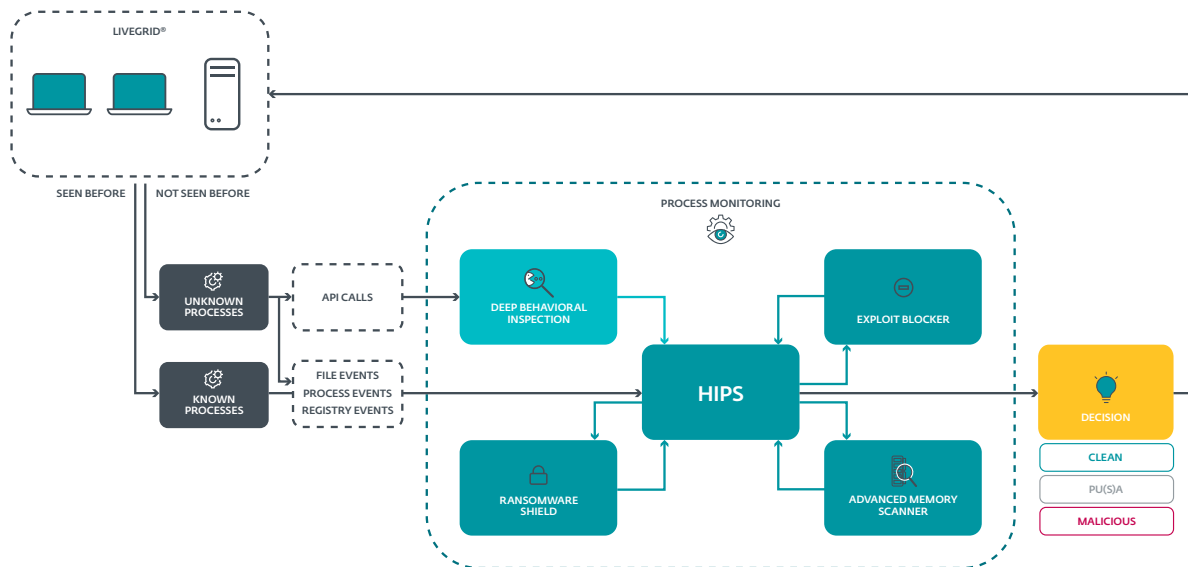 LIVEGRID®
SEEN BEFORE
NOT SEEN BEFORE
PROCESS MONITORING
UNKNOWN
PROCESSES
API CALLS
DEEP BEHAVIORAL
INSPECTION
EXPLOIT BLOCKER
KNOWN
PROCESSES
FILE EVENTS
PROCESS EVENTS
REGISTRY EVENTS
HIPS
DECISION
CLEAN
PU(S)A
MALICIOUS
RANSOMWARE
SHIELD
ADVANCED MEMORY
SCANNER